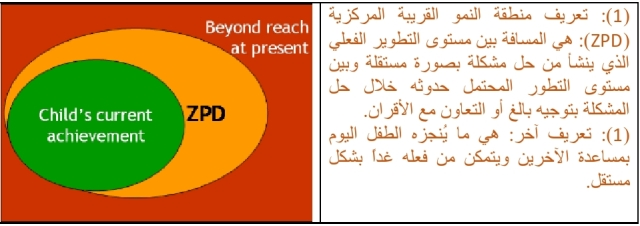 Beyond reach
at present
Child's current
achievement
ZPD
(1): تعريف منطقة النمو القريبة المركزية
(ZPD): هي المسافة بين مستوى التطوير الفعلي
الذي ينشأ من حل مشكلة بصورة مستقلة وبين
مستوى التطور المحتمل حدوثه خلال حل
المشكلة بتوجيه بالغ أو التعاون مع الأقران.
(1): تعريف آخر: هي ما يُنجزه الطفل اليوم
بمساعدة الآخرين ويتمكن من فعله غداً بشكل
مستقل.